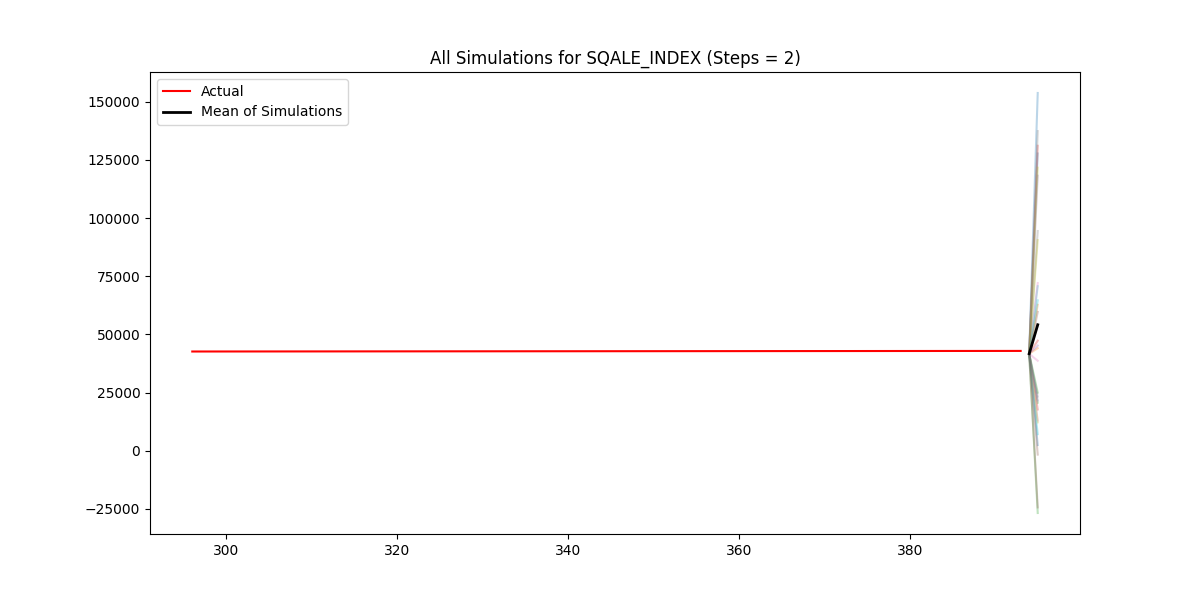 All Simulations for SQALE_INDEX (Steps = 2)
Actual
Mean of Simulations
150000
125000
100000
75000
50000
25000
0
−25000
300 320 340 360 380